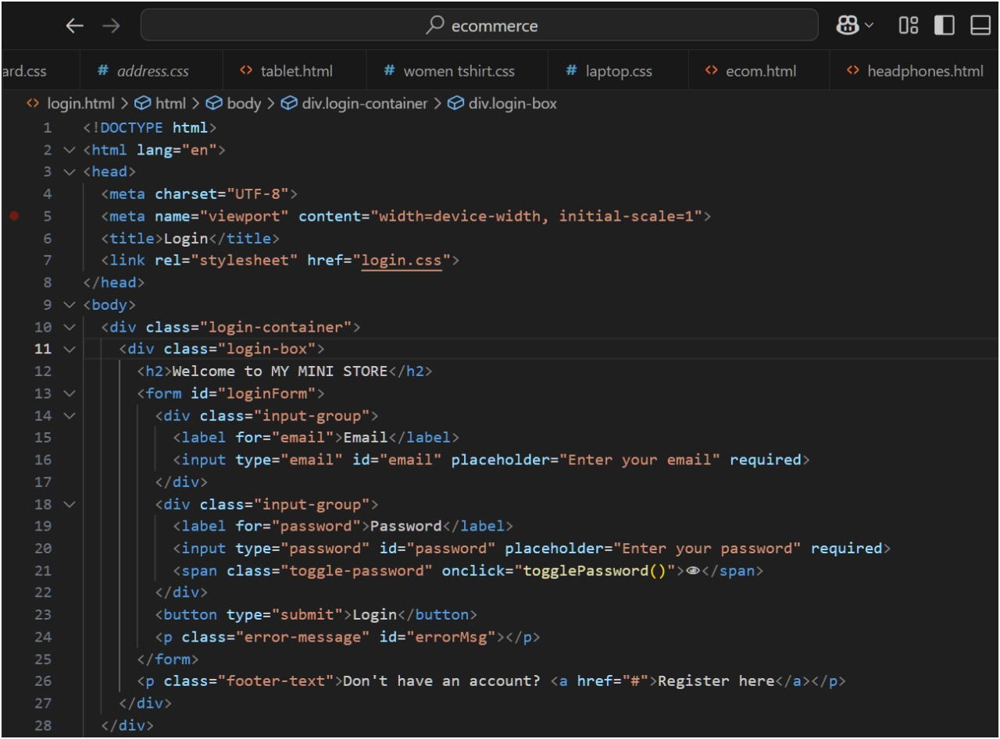 ecommerce
ard.css # address.css <> tablet.html # women tshirt.css # laptop.css <> ecom.html <> headphones.html
<> login.html > html > body > div.login-container > div.login-box
1 <!DOCTYPE html>
2 <html lang="en">
3 <head>
4 <meta charset="UTF-8">
5 <meta name="viewport" content="width=device-width, initial-scale=1">
6 <title>Login</title>
7 <link rel="stylesheet" href="login.css">
8 </head>
9 <body>
10 <div class="login-container">
11 <div class="login-box">
12 <h2>Welcome to MY MINI STORE</h2>
13 <form id="loginForm">
14 <div class="input-group">
15 <label for="email">Email</label>
16 <input type="email" id="email" placeholder="Enter your email" required>
17 </div>
18 <div class="input-group">
19 <label for="password">Password</label>
20 <input type="password" id="password" placeholder="Enter your password" required>
21 <span class="toggle-password" onclick="togglePassword()">👁</span>
22 </div>
23 <button type="submit">Login</button>
24 <p class="error-message" id="errorMsg"></p>
25 </form>
26 <p class="footer-text">Don't have an account? <a href="#">Register here</a></p>
27 </div>
28 </div>